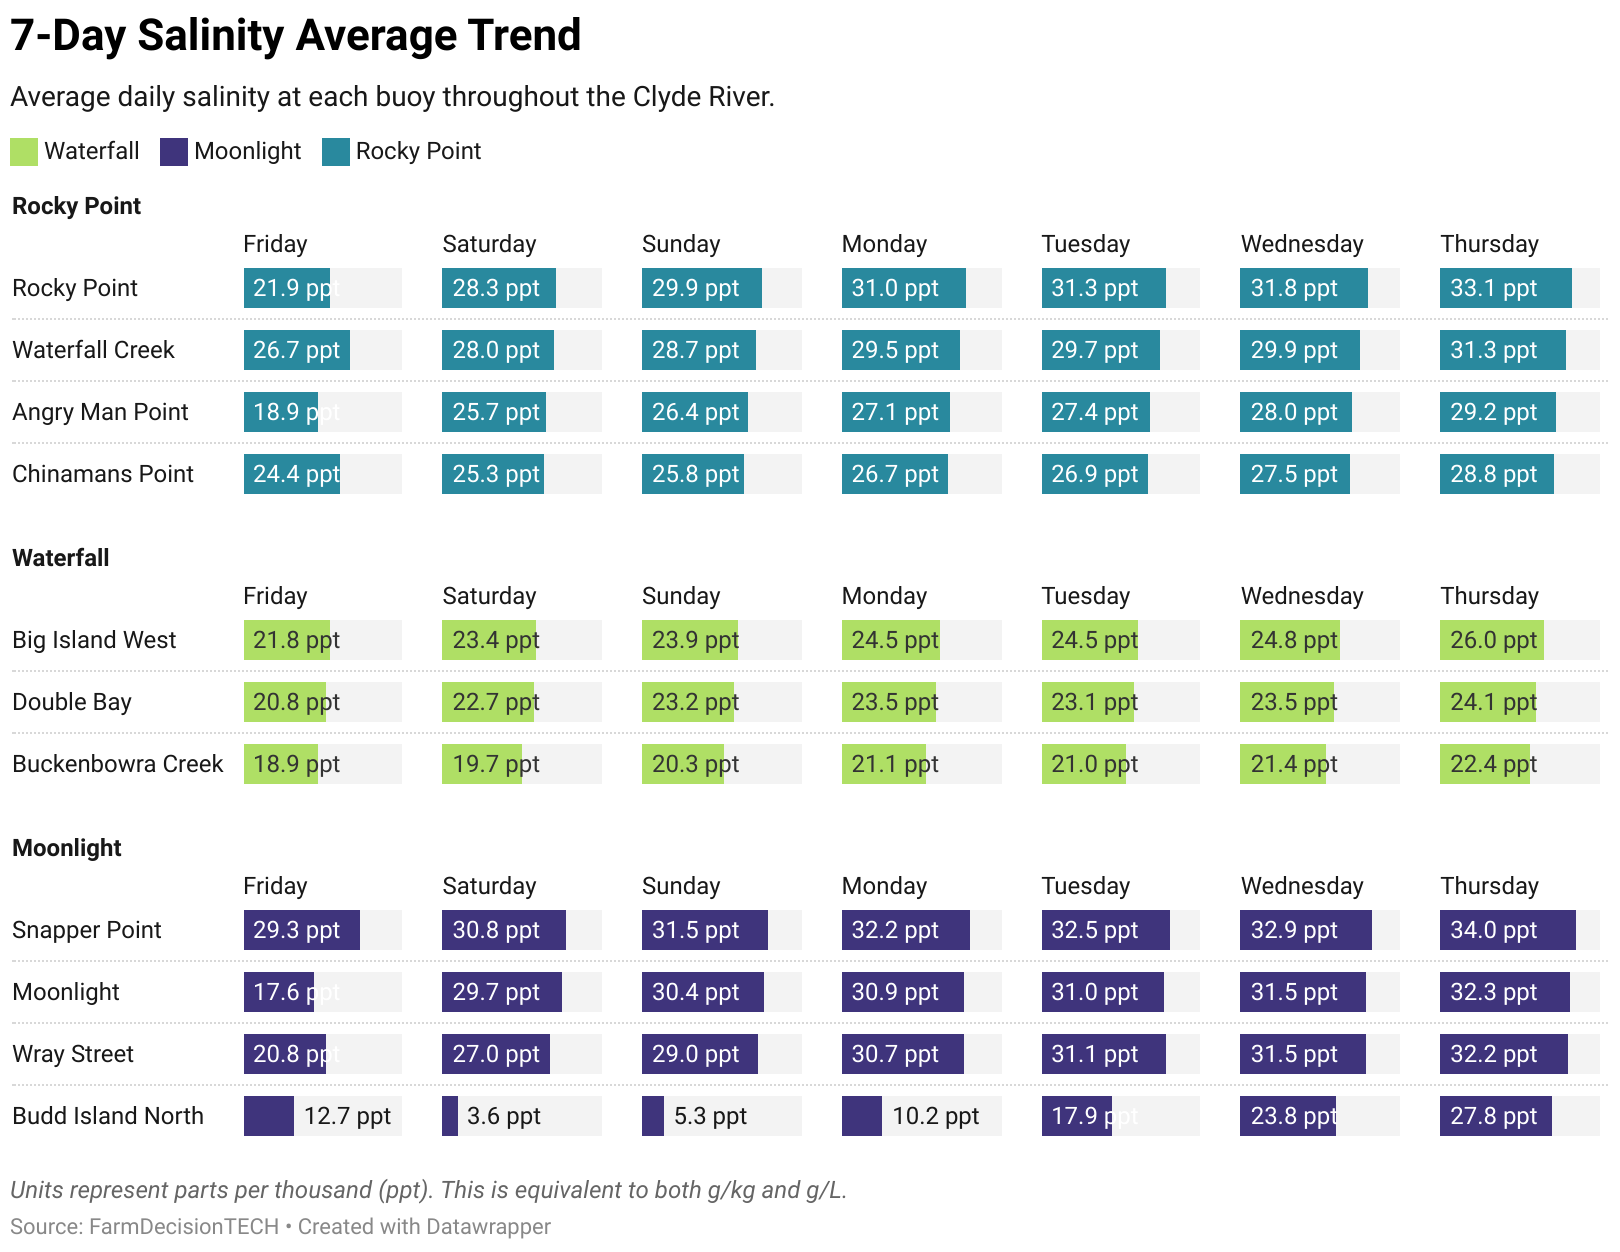 7-Day Salinity Average Trend
Average daily salinity at each buoy throughout the Clyde River.
Waterfall Moonlight Rocky Point
Rocky Point
Friday Saturday Sunday Monday Tuesday Wednesday Thursday
Rocky Point 21.9 ppt 28.3 ppt 29.9 ppt 31.0 ppt 31.3 ppt 31.8 ppt 33.1 ppt
Waterfall Creek 26.7 ppt 28.0 ppt 28.7 ppt 29.5 ppt 29.7 ppt 29.9 ppt 31.3 ppt
Angry Man Point 18.9 ppt 25.7 ppt 26.4 ppt 27.1 ppt 27.4 ppt 28.0 ppt 29.2 ppt
Chinamans Point 24.4 ppt 25.3 ppt 25.8 ppt 26.7 ppt 26.9 ppt 27.5 ppt 28.8 ppt
Waterfall
Friday Saturday Sunday Monday Tuesday Wednesday Thursday
Big Island West 21.8 ppt 23.4 ppt 23.9 ppt 24.5 ppt 24.5 ppt 24.8 ppt 26.0 ppt
Double Bay 20.8 ppt 22.7 ppt 23.2 ppt 23.5 ppt 23.1 ppt 23.5 ppt 24.1 ppt
Buckenbowra Creek 18.9 ppt 19.7 ppt 20.3 ppt 21.1 ppt 21.0 ppt 21.4 ppt 22.4 ppt
Moonlight
Friday Saturday Sunday Monday Tuesday Wednesday Thursday
Snapper Point 29.3 ppt 30.8 ppt 31.5 ppt 32.2 ppt 32.5 ppt 32.9 ppt 34.0 ppt
Moonlight 17.6 ppt 29.7 ppt 30.4 ppt 30.9 ppt 31.0 ppt 31.5 ppt 32.3 ppt
Wray Street 20.8 ppt 27.0 ppt 29.0 ppt 30.7 ppt 31.1 ppt 31.5 ppt 32.2 ppt
Budd Island North 12.7 ppt 3.6 ppt 5.3 ppt 10.2 ppt 17.9 ppt 23.8 ppt 27.8 ppt
Units represent parts per thousand (ppt). This is equivalent to both g/kg and g/L.
Source: FarmDecisionTECH • Created with Datawrapper